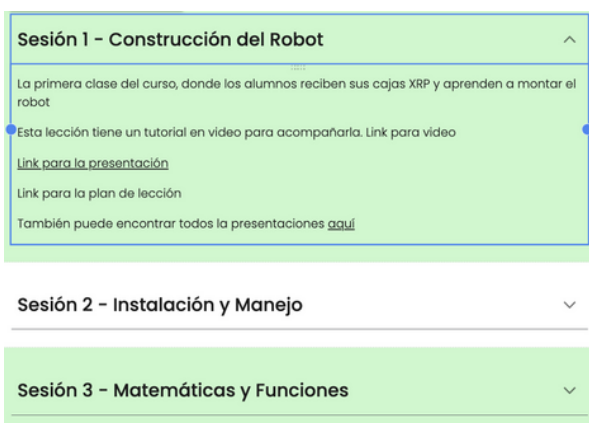 Sesión 1 - Construcción del Robot
La primera clase del curso, donde los alumnos reciben sus cajas XRP y aprenden a montar el
robot
Esta lección tiene un tutorial en video para acompañarla. Link para video
Link para la presentación
Link para la plan de lección
También puede encontrar todos la presentaciones aquí
Sesión 2 - Instalación y Manejo
Sesión 3 - Matemáticas y Funciones